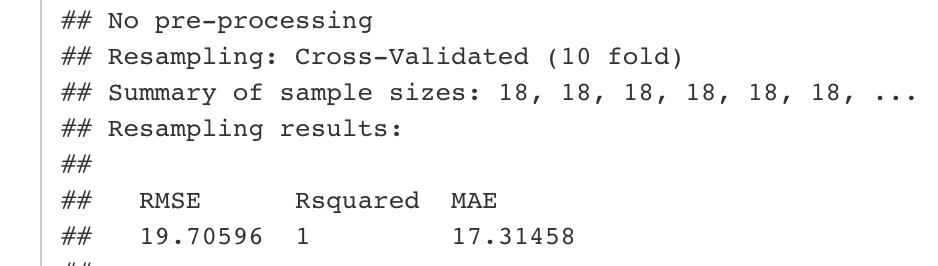 ## No pre-processing
## Resampling: Cross-Validated (10 fold)
## Summary of sample sizes: 18, 18, 18, 18, 18, 18, ...
## Resampling results:
##
##   RMSE      Rsquared  MAE
##   19.70596  1         17.31458
##